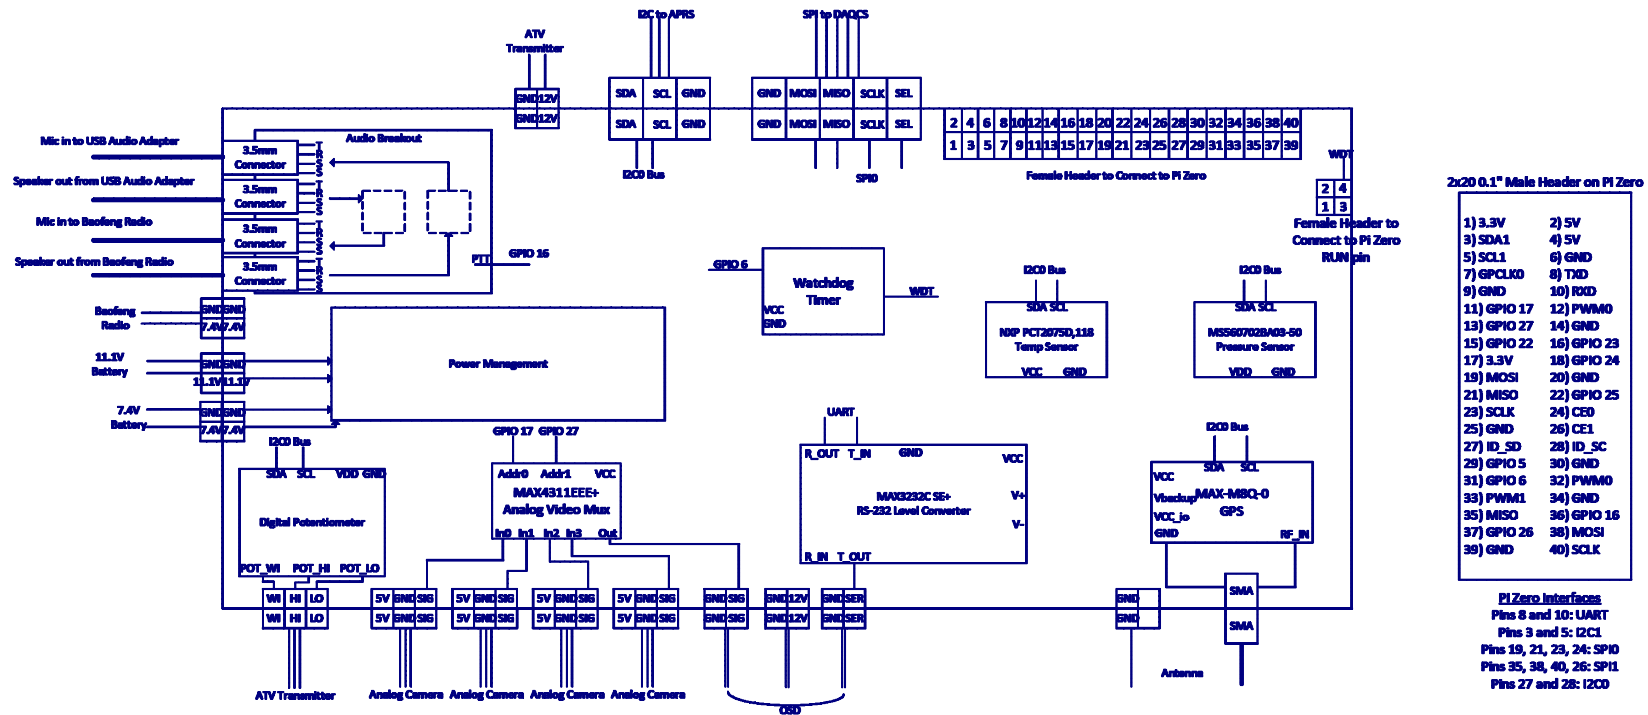 I2C to APRS
SPI to DAQCS
ATV
Transmitter
GND 12V
GND 12V
SDA SCL GND
SDA SCL GND
I2C0 Bus
GND MOSI MISO SCLK SEL
GND MOSI MISO SCLK SEL
SPI0
2 4 6 8 10 12 14 16 18 20 22 24 26 28 30 32 34 36 38 40
1 3 5 7 9 11 13 15 17 19 21 23 25 27 29 31 33 35 37 39
Female Header to Connect to Pi Zero
WDT
2 4
1 3
Female Header to
Connect to Pi Zero
RUN pin
Mic in to USB Audio Adapter
Speaker out from USB Audio Adapter
Mic in to Baofeng Radio
Speaker out from Baofeng Radio
Audio Breakout
3.5mm
Connector
3.5mm
Connector
3.5mm
Connector
3.5mm
Connector
PTT
GPIO 16
Baofeng
Radio
GND GND
7.4V 7.4V
11.1V
Battery
GND GND
11.1V 11.1V
7.4V
Battery
GND GND
7.4V 7.4V
Power Management
GPIO 6
Watchdog
Timer
VCC
GND
WDT
I2C0 Bus
SDA SCL
NXP PCT2075D,118
Temp Sensor
VCC GND
I2C0 Bus
SDA SCL
MS560702BA03-50
Pressure Sensor
VDD GND
I2C0 Bus
SDA SCL VDD GND
Digital Potentiometer
POT_WI POT_HI POT_LO
WI HI LO
WI HI LO
ATV Transmitter
GPIO 17 GPIO 27
Addr0 Addr1 VCC
MAX4311EEE+
Analog Video Mux
In0 In1 In2 In3 Out
5V GND SIG
5V GND SIG
Analog Camera
5V GND SIG
5V GND SIG
Analog Camera
5V GND SIG
5V GND SIG
Analog Camera
5V GND SIG
5V GND SIG
Analog Camera
GND SIG
GND SIG
GND 12V
GND 12V
GND SER
GND SER
OSD
UART
R_OUT T_IN GND VCC
MAX3232C SE+
RS-232 Level Converter
V+
V-
R_IN T_OUT
I2C0 Bus
SDA SCL
VCC
Vbackup
VCC_io
GND
MAX-M8Q-0
GPS
RF_IN
GND
GND
SMA
SMA
Antenna
2x20 0.1" Male Header on Pi Zero
1) 3.3V 2) 5V
3) SDA1 4) 5V
5) SCL1 6) GND
7) GPCLK0 8) TXD
9) GND 10) RXD
11) GPIO 17 12) PWM0
13) GPIO 27 14) GND
15) GPIO 22 16) GPIO 23
17) 3.3V 18) GPIO 24
19) MOSI 20) GND
21) MISO 22) GPIO 25
23) SCLK 24) CE0
25) GND 26) CE1
27) ID_SD 28) ID_SC
29) GPIO 5 30) GND
31) GPIO 6 32) PWM0
33) PWM1 34) GND
35) MISO 36) GPIO 16
37) GPIO 26 38) MOSI
39) GND 40) SCLK
Pi Zero Interfaces
Pins 8 and 10: UART
Pins 3 and 5: I2C1
Pins 19, 21, 23, 24: SPI0
Pins 35, 38, 40, 26: SPI1
Pins 27 and 28: I2C0